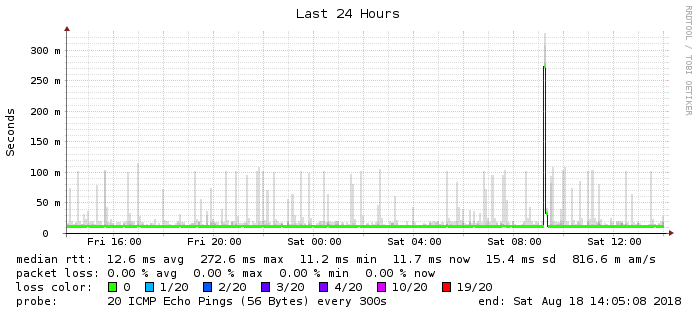 Last 24 Hours
RRDTOOL / TOBI OETIKER
Seconds
300 m
250 m
200 m
150 m
100 m
50 m
0
Fri 16:00 Fri 20:00 Sat 00:00 Sat 04:00 Sat 08:00 Sat 12:00
median rtt: 12.6 ms avg 272.6 ms max 11.2 ms min 11.7 ms now 15.4 ms sd 816.6 m am/s
packet loss: 0.00 % avg 0.00 % max 0.00 % min 0.00 % now
loss color: 0 1/20 2/20 3/20 4/20 10/20 19/20
probe: 20 ICMP Echo Pings (56 Bytes) every 300s end: Sat Aug 18 14:05:08 2018